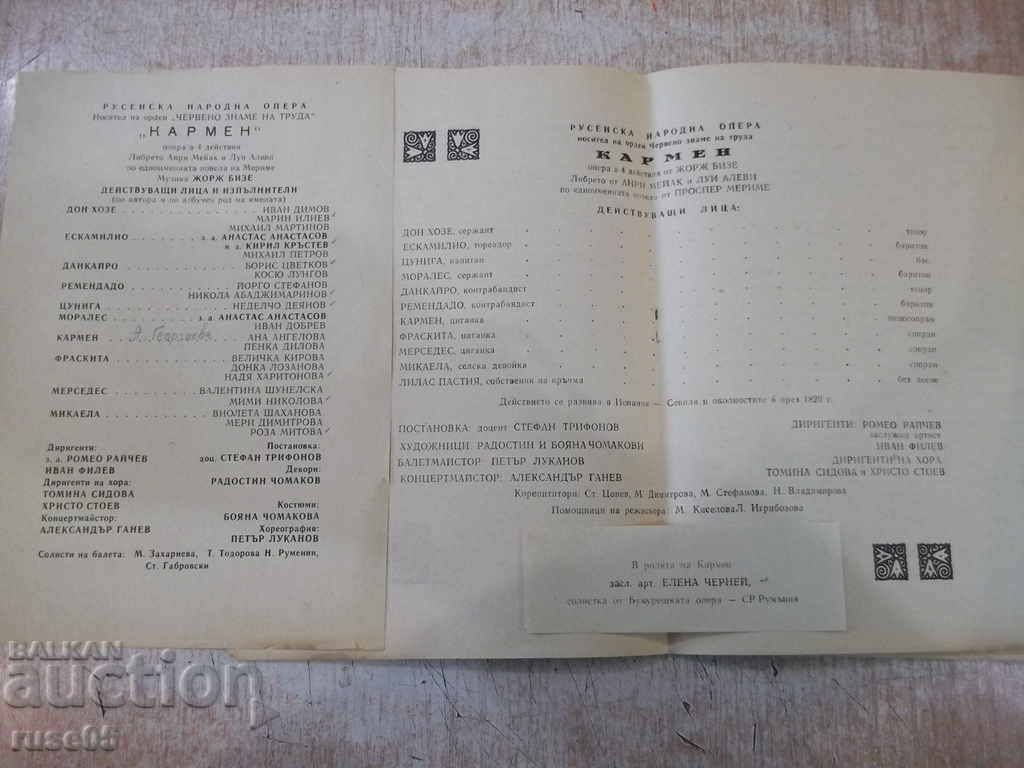 РУСЕНСКА НАРОДНА ОПЕРА
Носител на орден „ЧЕРВЕНО ЗНАМЕ НА ТРУДА"
„КАРМЕН"
опера в 4 действия
Либрето Анри Мейак и Луи Алеви
по едноименната новела на Мериме
Музика ЖОРЖ БИЗЕ
ДЕЙСТВУВАЩИ ЛИЦА И ИЗПЪЛНИТЕЛИ
(по автора и по азбучен ред на имената)
ДОН ХОЗЕ . . . . . . . . . . ИВАН ДИМОВ
МАРИН ИЛИЕВ
МИХАИЛ МАРТИНОВ
ЕСКАМИЛИО . . . . з. а. АНАСТАС АНАСТАСОВ
н а. КИРИЛ КРЪСТЕВ
МИХАИЛ ПЕТРОВ
ДАНКАЙРО . . . . . . . . . БОРИС ЦВЕТКОВ
КОСЮ ЛУНГОВ
РЕМЕНДАДО . . . . . . . . ЙОРГО СТЕФАНОВ
НИКОЛА АБАДЖИМАРИНОВ
ЦУНИГА . . . . . . . . . НЕДЕЛЧО ДЕЯНОВ
МОРАЛЕС . . . . . . з. а. АНАСТАС АНАСТАСОВ
ИВАН ДОБРЕВ
КАРМЕН Я. Георгиева . . . АНА АНГЕЛОВА
ПЕНКА ДИЛОВА
ФРАСКИТА . . . . . . . . . ВЕЛИЧКА КИРОВА
ДОНКА ЛОЗАНОВА
НАДЯ ХАРИТОНОВА
МЕРСЕДЕС . . . . . . ВАЛЕНТИНА ШУНЕЛСКА
МИМИ НИКОЛОВА
МИКАЕЛА . . . . . . . ВИОЛЕТА ШАХАНОВА
МЕРИ ДИМИТРОВА
РОЗА МИТОВА
Диригенти: Постановка:
з. а. РОМЕО РАЙЧЕВ доц. СТЕФАН ТРИФОНОВ
ИВАН ФИЛЕВ Декори:
Диригенти на хора: РАДОСТИН ЧОМАКОВ
ТОМИНА СИДОВА
ХРИСТО СТОЕВ Костюми:
Концертмайстор: БОЯНА ЧОМАКОВА
АЛЕКСАНДЪР ГАНЕВ Хореография:
ПЕТЪР ЛУКАНОВ
Солисти на балета: М. Захариева, Т. Тодорова Н. Руменин,
Ст. Габровски
РУСЕНСКА НАРОДНА ОПЕРА
носител на орден Червено знаме на труда
КАРМЕН
опера в 4 действия от ЖОРЖ БИЗЕ
Либрето от АНРИ МЕЙАК и ЛУИ АЛЕВИ
по едноименната новела от ПРОСПЕР МЕРИМЕ
ДЕЙСТВУВАЩИ ЛИЦА:
ДОН ХОЗЕ, сержант тенор
ЕСКАМИЛИО, тореадор баритон
ЦУНИГА, капитан бас
МОРАЛЕС, сержант баритон
ДАНКАЙРО, контрабандист тенор
РЕМЕНДАДО, контрабандист баритон
КАРМЕН, циганка мецосопран
ФРАСКИТА, циганка сопран
МЕРСЕДЕС, циганка сопран
МИКАЕЛА, селска девойка сопран
ЛИЛАС ПАСТИЯ, собственик на кръчма без пеене
Действието се развива в Испания — Севиля и околностите ѝ през 1820 г.
ПОСТАНОВКА: доцент СТЕФАН ТРИФОНОВ
ХУДОЖНИЦИ: РАДОСТИН И БОЯНА ЧОМАКОВИ
БАЛЕТМАЙСТОР ПЕТЪР ЛУКАНОВ
КОНЦЕРТМАЙСТОР: АЛЕКСАНДЪР ГАНЕВ
ДИРИГЕНТИ: РОМЕО РАЙЧЕВ
заслужил артист
ИВАН ФИЛЕВ
ДИРИГЕНТИ НА ХОРА:
ТОМИНА СИДОВА и ХРИСТО СТОЕВ
Корепетитори: Ст. Цонев, М. Димитрова, М. Стефанова, Н. Владимирова
Помощници на режисьора: М. Киселова Л. Игрибозова
В ролята на Кармен
засл. арт. ЕЛЕНА ЧЕРНЕЙ,
солистка от Букурещката опера — СР Румъния
BALKAN
auction
ruse05